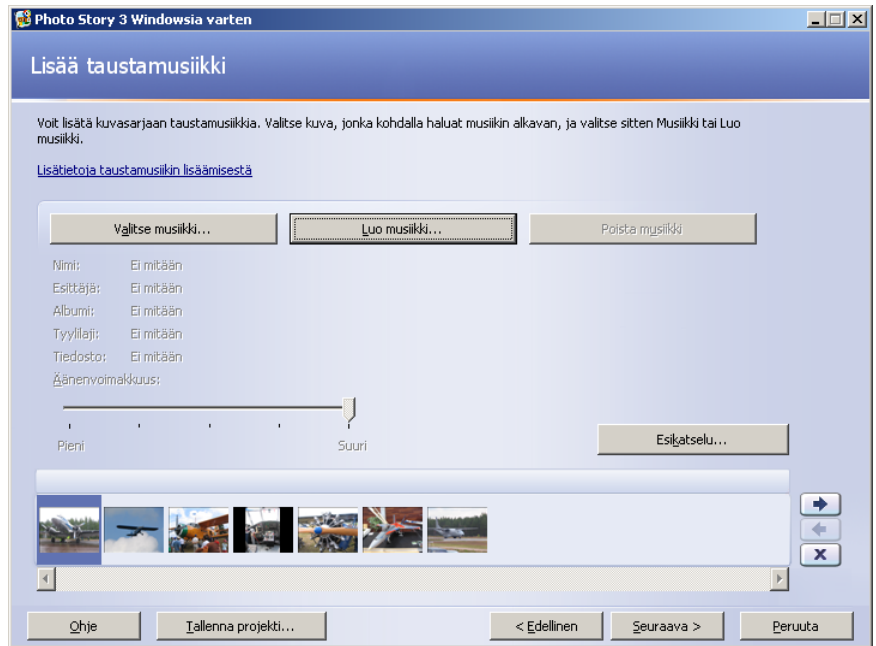 Photo Story 3 Windowsia varten
Lisää taustamusiikki
Voit lisätä kuvasarjaan taustamusiikkia. Valitse kuva, jonka kohdalla haluat musiikin alkavan, ja valitse sitten Musiikki tai Luo
musiikki.
Lisätietoja taustamusiikin lisäämisestä
Valitse musiikki... Luo musiikki... Poista musiikki
Nimi: Ei mitään
Esittäjä: Ei mitään
Albumi: Ei mitään
Tyylilaji: Ei mitään
Tiedosto: Ei mitään
Äänenvoimakkuus:
Pieni Suuri
Esikatselu...
Ohje Tallenna projekti... < Edellinen Seuraava > Peruuta